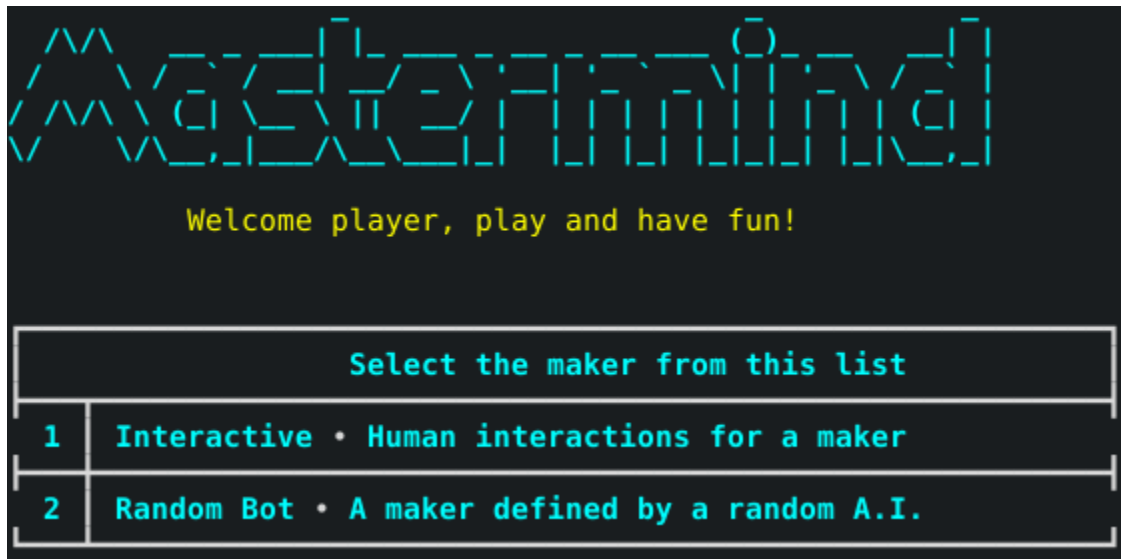 Mastermind
Welcome player, play and have fun!
Select the maker from this list
1 Interactive • Human interactions for a maker
2 Random Bot • A maker defined by a random A.I.